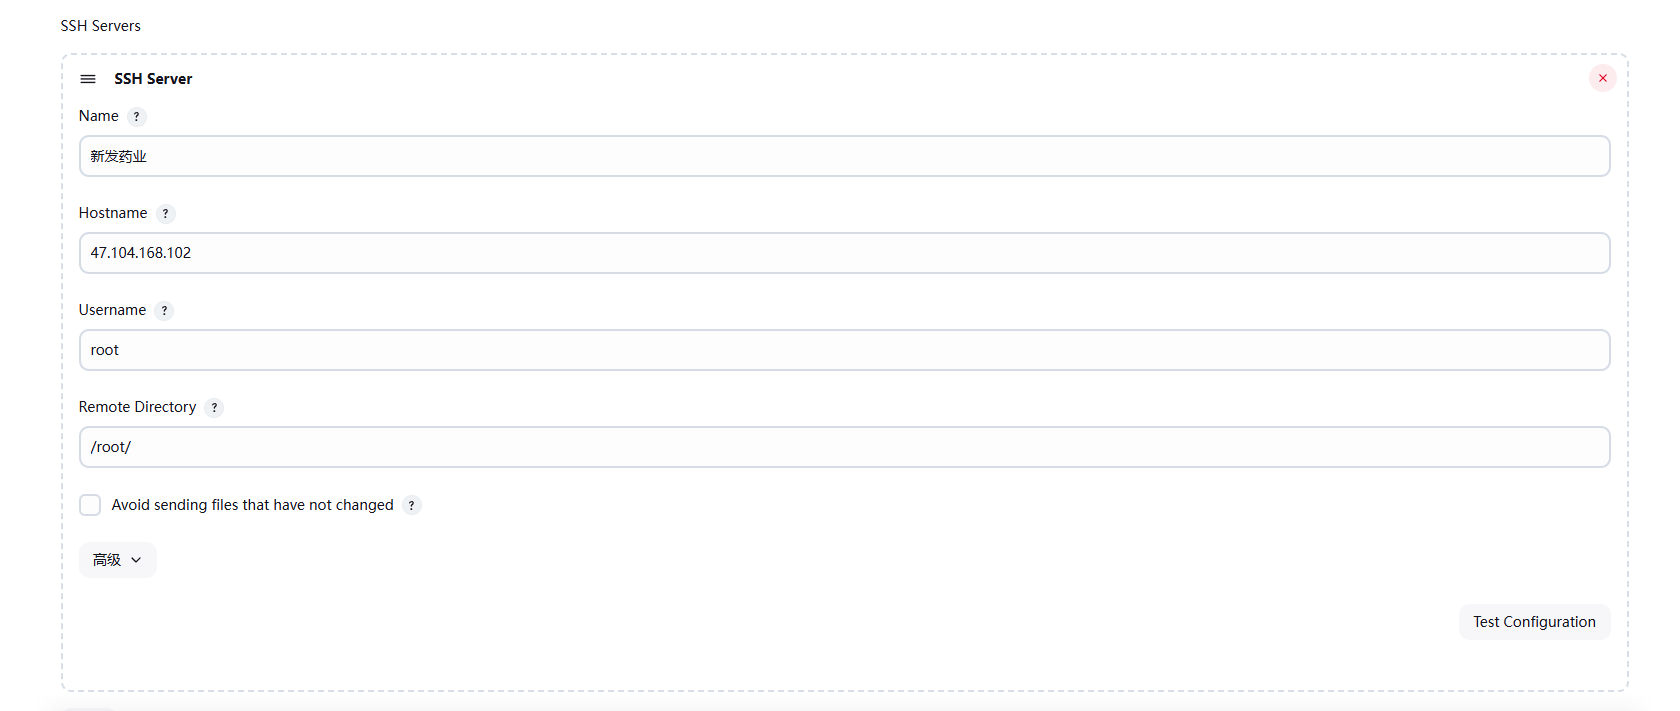 SSH Servers
SSH Server
Name ?
新发药业
Hostname ?
47.104.168.102
Username ?
root
Remote Directory ?
/root/
Avoid sending files that have not changed ?
高级
Test Configuration